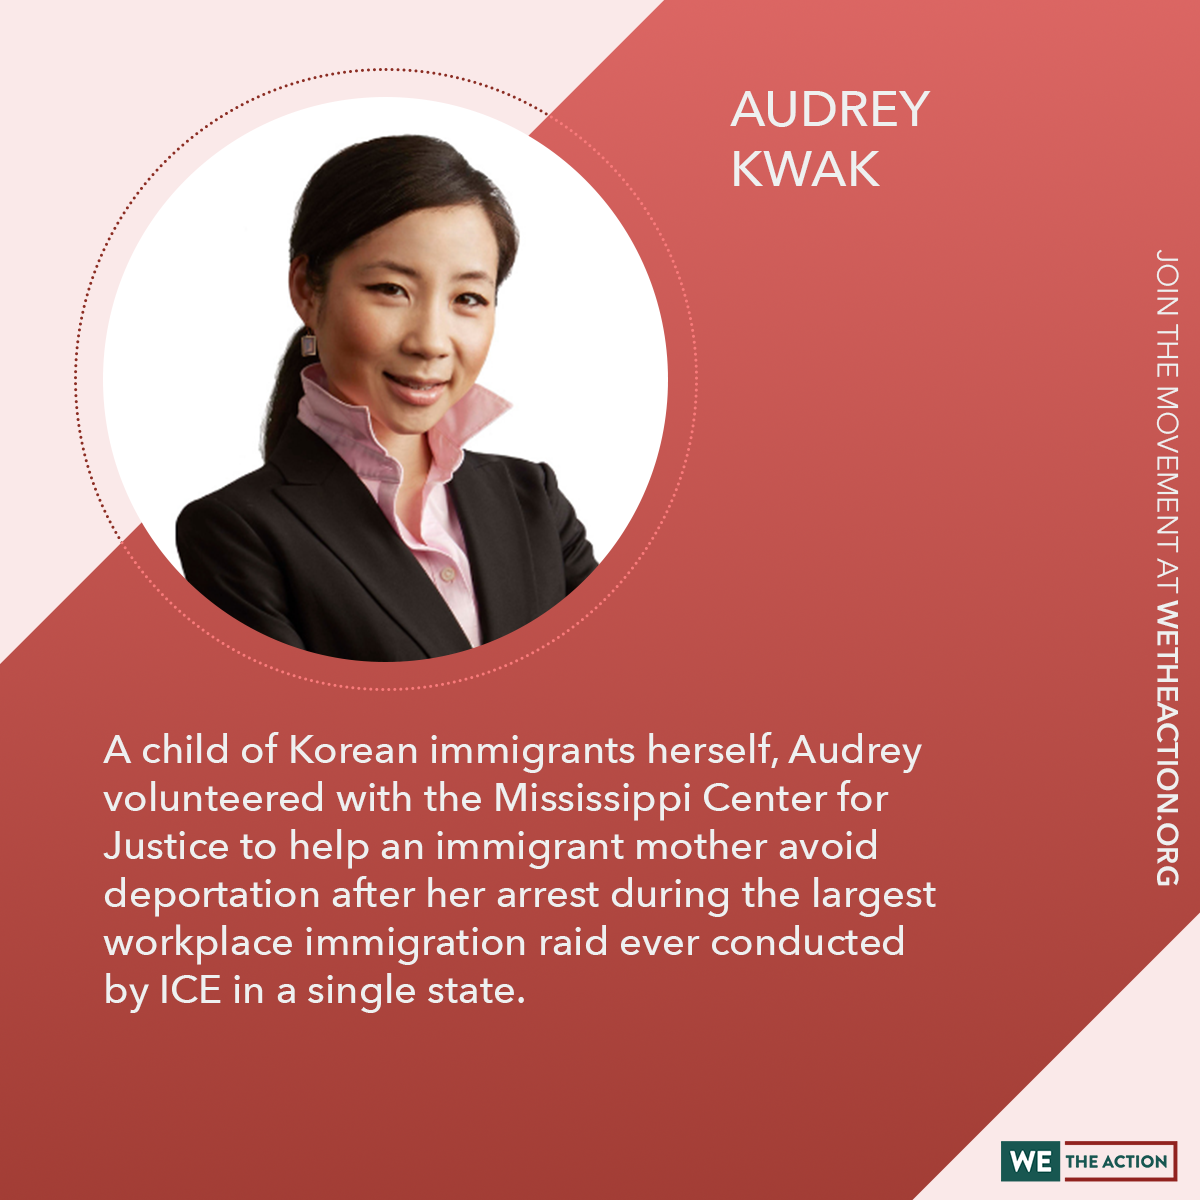 AUDREY
KWAK
JOIN THE MOVEMENT AT WETHEACTION.ORG
A child of Korean immigrants herself, Audrey
volunteered with the Mississippi Center for
Justice to help an immigrant mother avoid
deportation after her arrest during the largest
workplace immigration raid ever conducted
by ICE in a single state.
WE THE ACTION